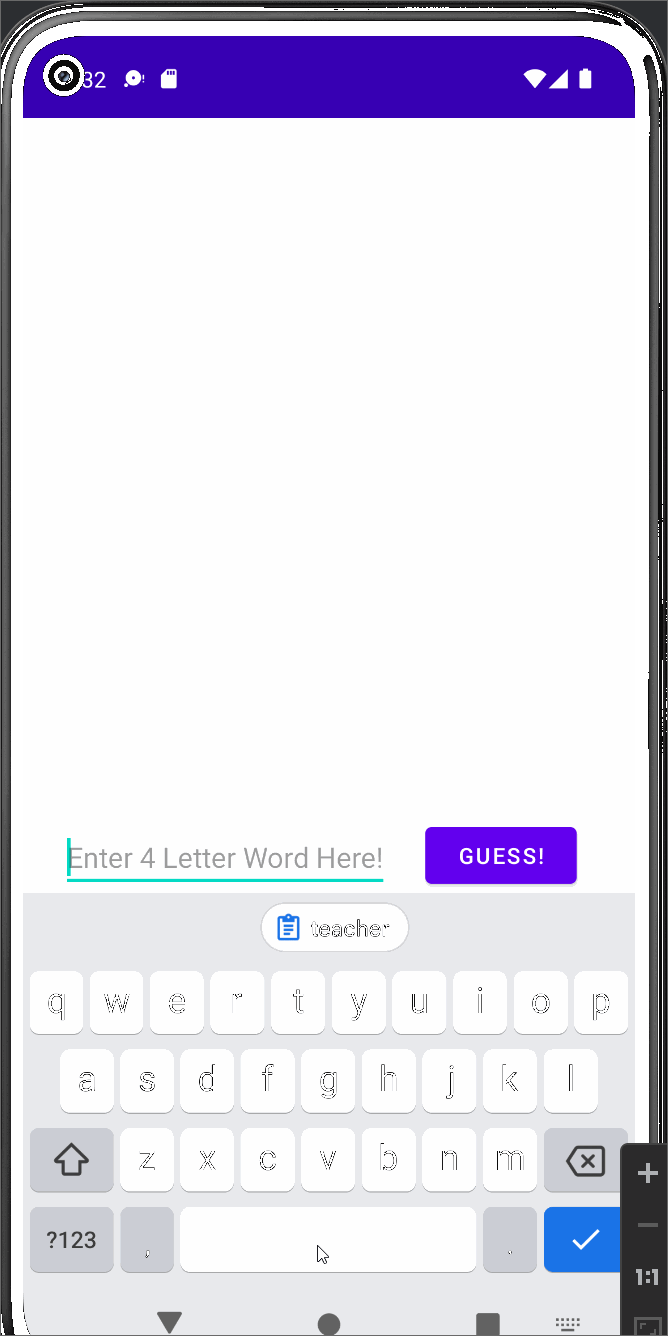 32
Enter 4 Letter Word Here!
GUESS!
teacher
q w e r t y u i o p
a s d f g h j k l
z x c v b n m
?123 , .
1:1